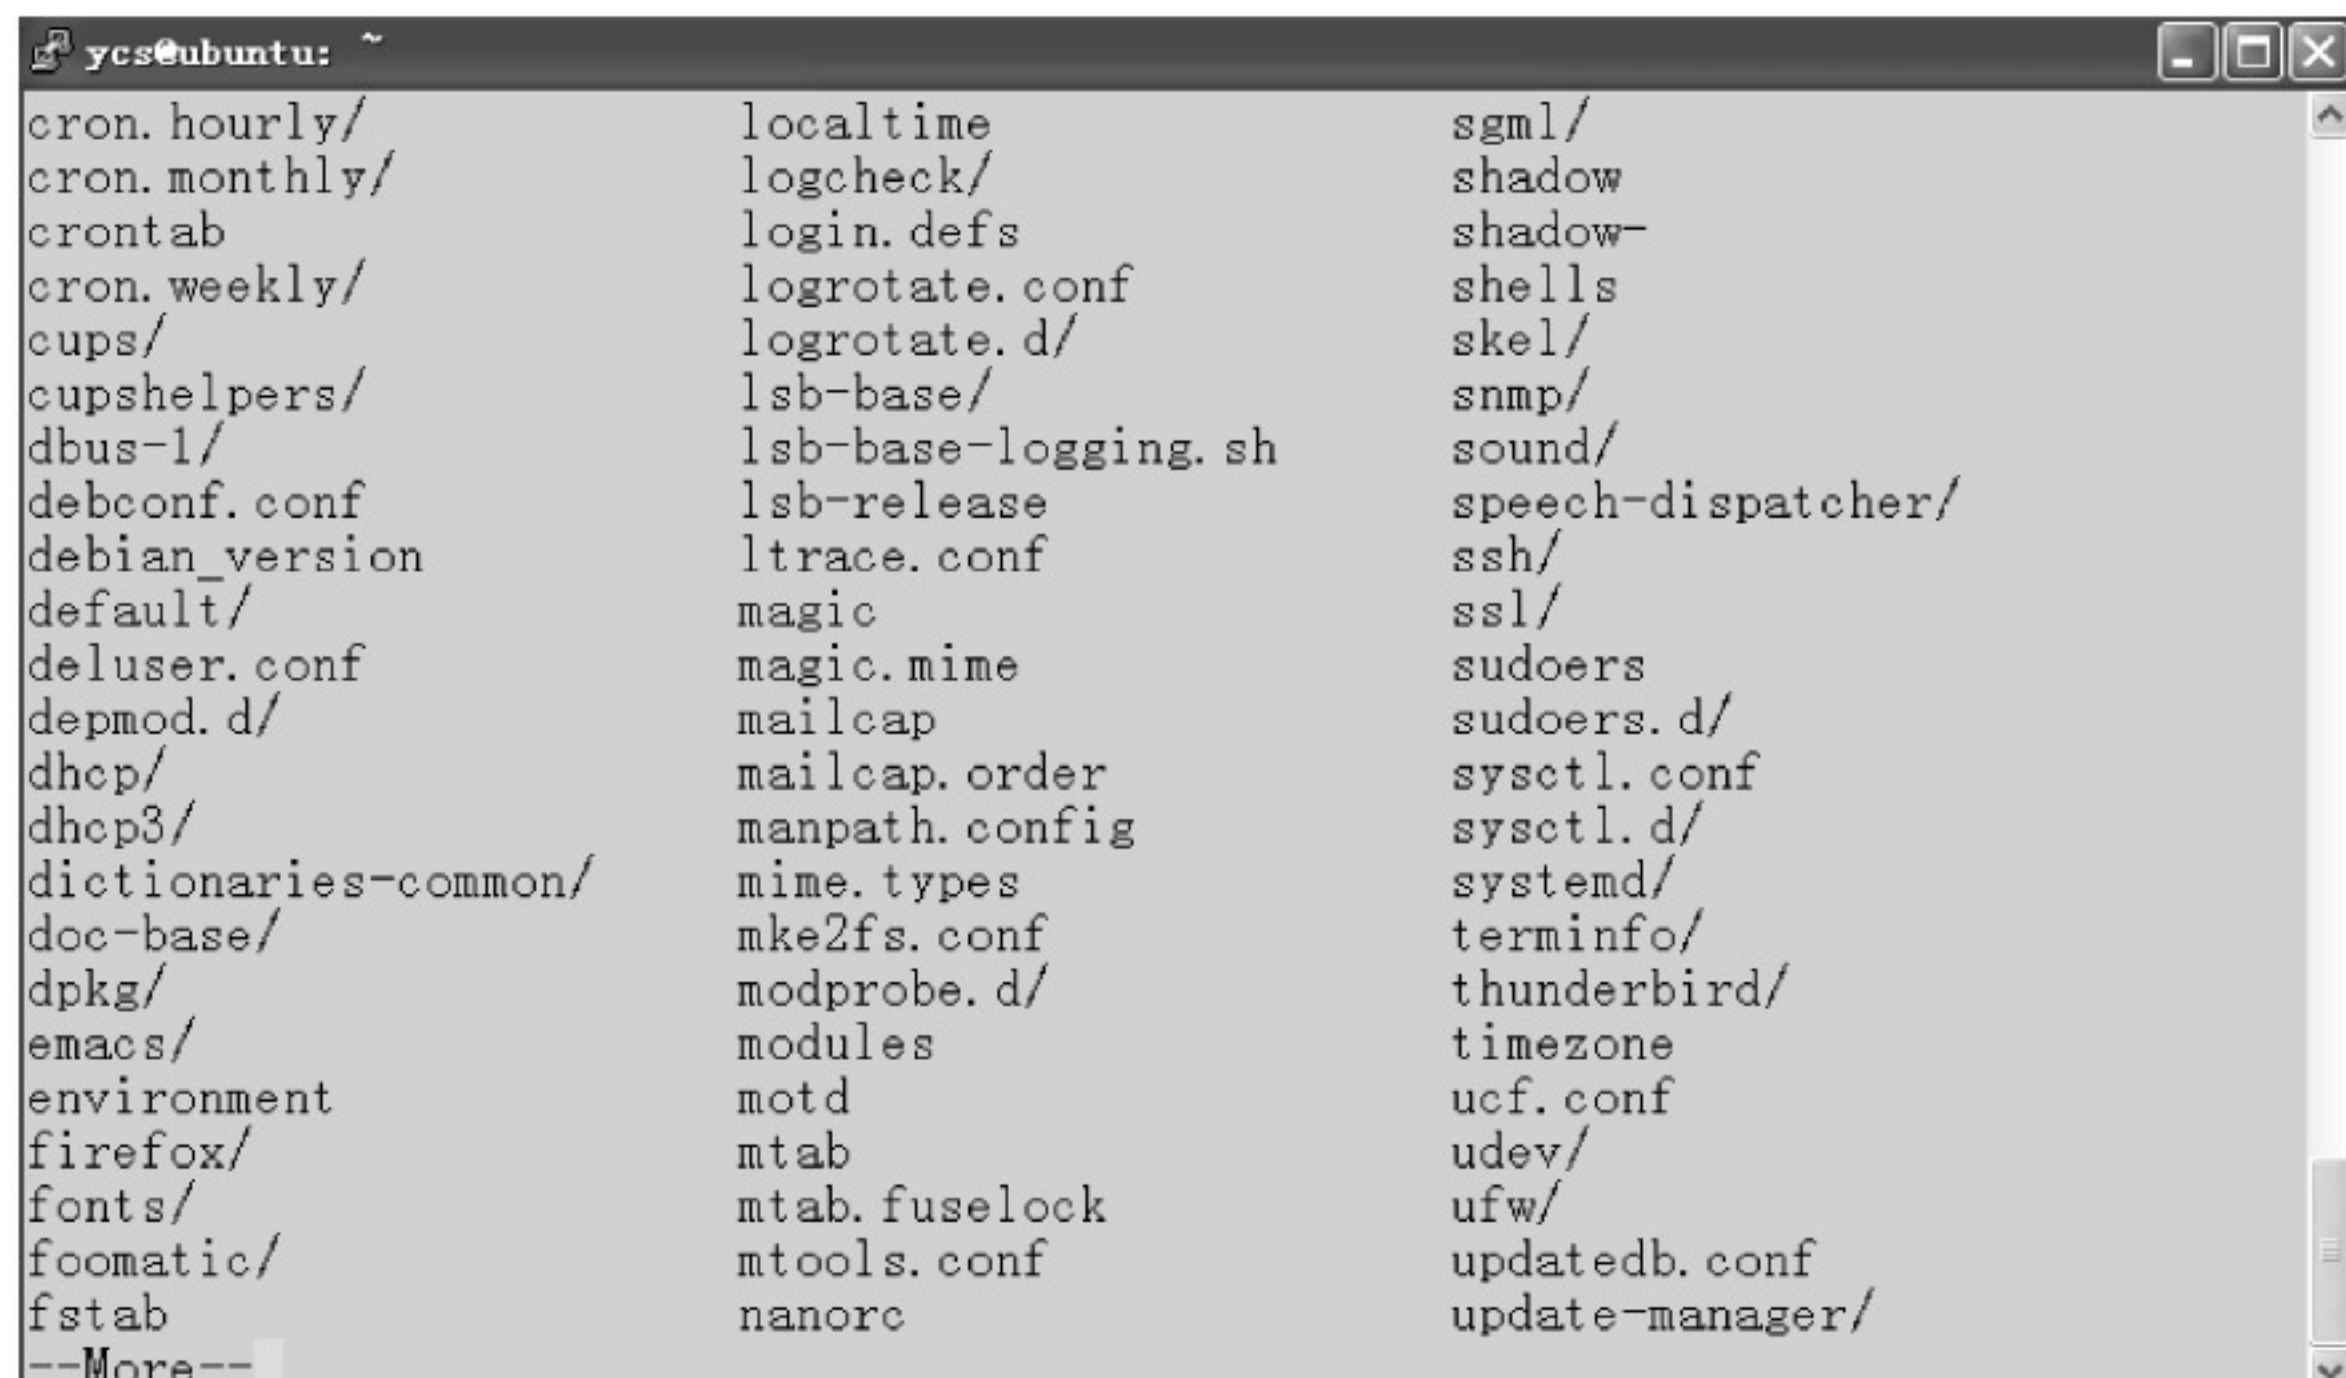 ycs@ubuntu: ~
cron.hourly/ localtime sgml/
cron.monthly/ logcheck/ shadow
crontab login.defs shadow-
cron.weekly/ logrotate.conf shells
cups/ logrotate.d/ skel/
cupshelpers/ lsb-base/ snmp/
dbus-1/ lsb-base-logging.sh sound/
debconf.conf lsb-release speech-dispatcher/
debian_version ltrace.conf ssh/
default/ magic ssl/
deluser.conf magic.mime sudoers
depmod.d/ mailcap sudoers.d/
dhcp/ mailcap.order sysctl.conf
dhcp3/ manpath.config sysctl.d/
dictionaries-common/ mime.types systemd/
doc-base/ mke2fs.conf terminfo/
dpkg/ modprobe.d/ thunderbird/
emacs/ modules timezone
environment motd ucf.conf
firefox/ mtab udev/
fonts/ mtab.fuselock ufw/
foomatic/ mtools.conf updatedb.conf
fstab nanorc update-manager/
--More--